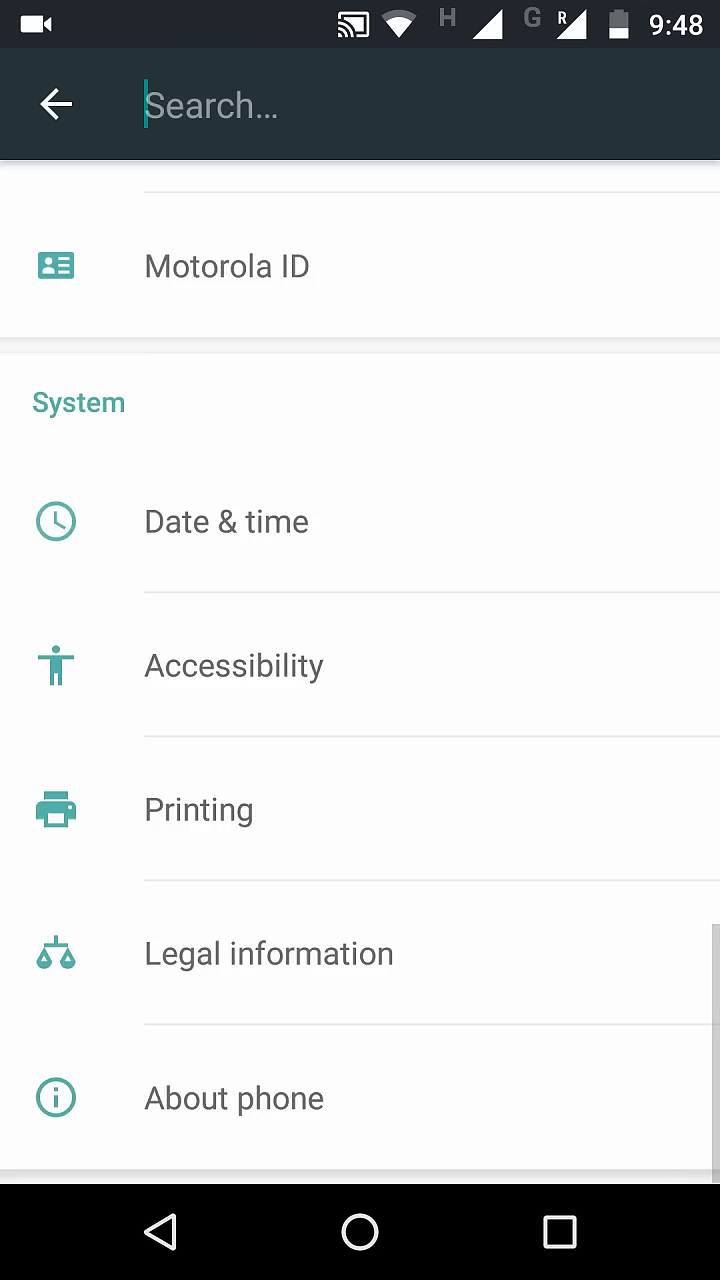 H G R 9:48
Search...
Motorola ID
System
Date & time
Accessibility
Printing
Legal information
About phone